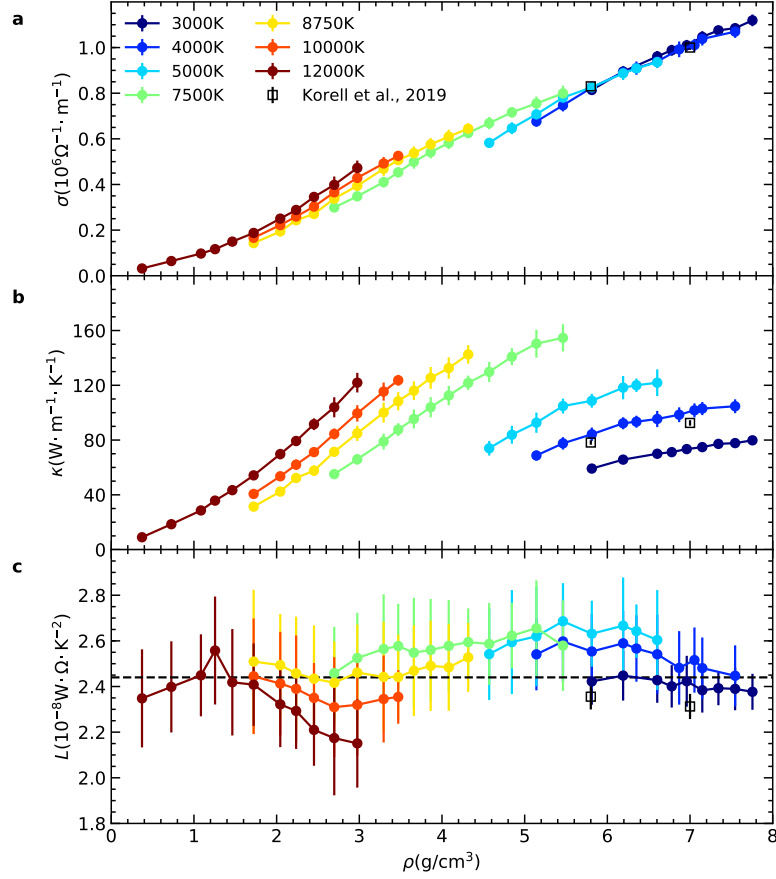 a
3000K
4000K
5000K
7500K
8750K
10000K
12000K
Korell et al., 2019
σ(10⁶Ω⁻¹· m⁻¹)
1.0
0.8
0.6
0.4
0.2
0.0
b
κ(W· m⁻¹· K⁻¹)
160
120
80
40
0
c
L(10⁻⁸W· Ω· K⁻²)
2.8
2.6
2.4
2.2
2.0
1.8
0 1 2 3 4 5 6 7 8
ρ(g/cm³)